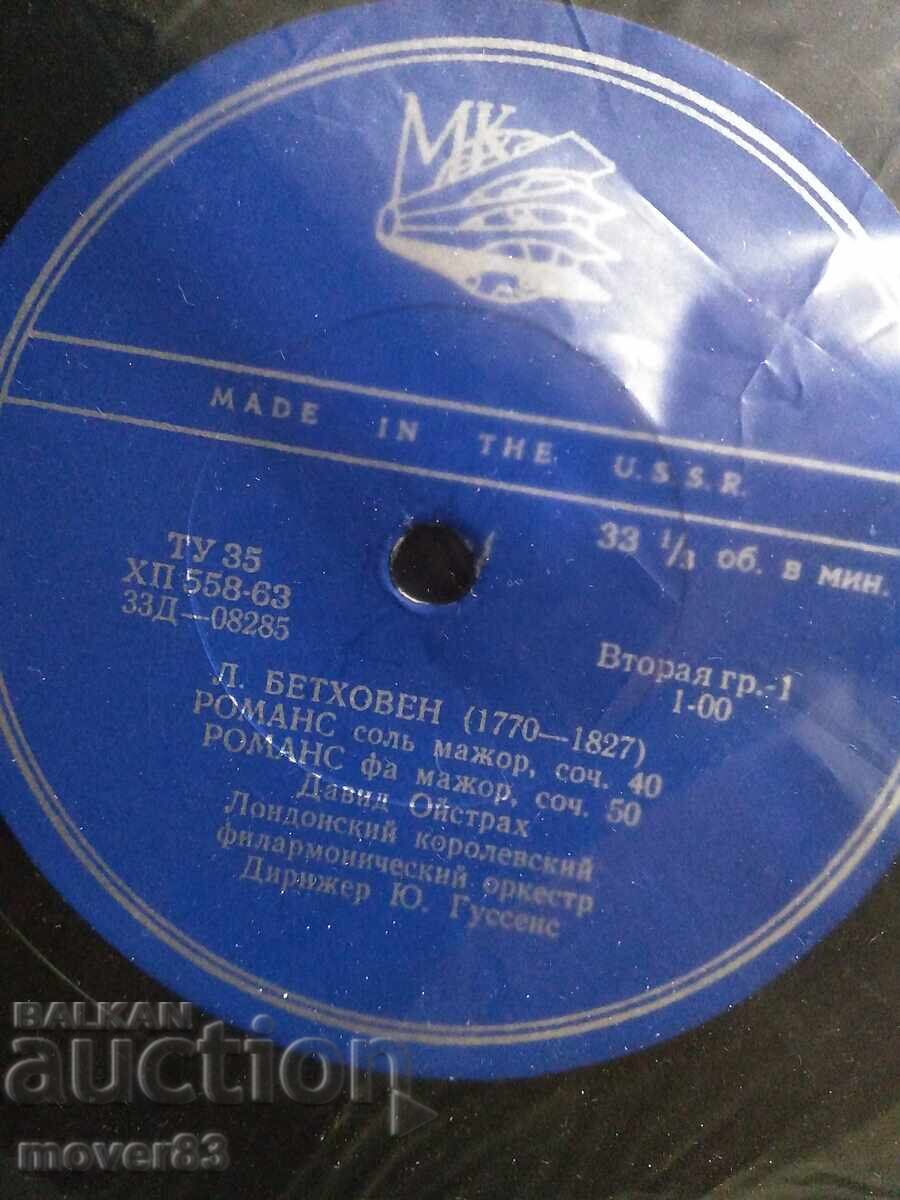 МК
MADE IN THE U.S.S.R.
33 1/3 об. в мин.
ТУ 35
ХП 558-63
33Д—08285
Вторая гр.-1
1-00
Л. БЕТХОВЕН (1770—1827)
РОМАНС соль мажор, соч. 40
РОМАНС фа мажор, соч. 50
Давид Ойстрах
Лондонский королевский
филармонический оркестр
Дирижер Ю. Гуссенс
BALKAN
auction
mover83